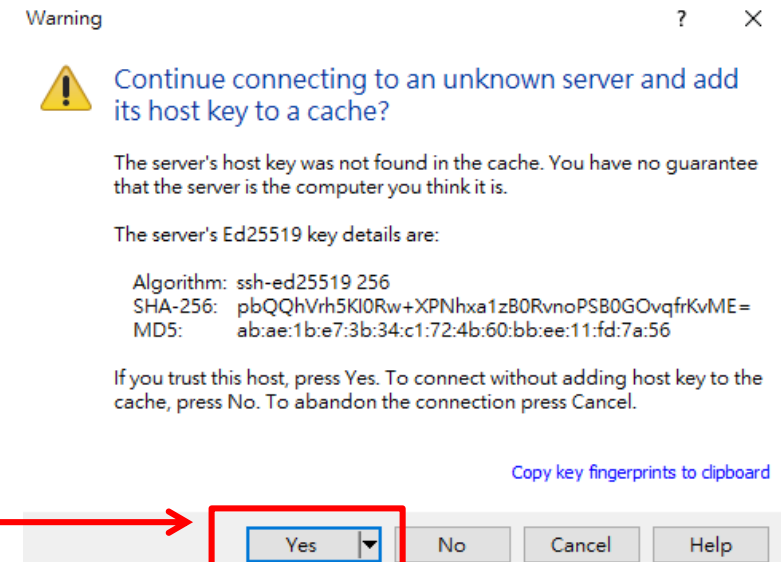 Warning
Continue connecting to an unknown server and add
its host key to a cache?
The server's host key was not found in the cache. You have no guarantee
that the server is the computer you think it is.
The server's Ed25519 key details are:
Algorithm: ssh-ed25519 256
SHA-256: pbQQhVrh5KI0Rw+XPNhxa1zB0RvnoPSB0GOvqfrKvME=
MD5: ab:ae:1b:e7:3b:34:c1:72:4b:60:bb:ee:11:fd:7a:56
If you trust this host, press Yes. To connect without adding host key to the
cache, press No. To abandon the connection press Cancel.
Copy key fingerprints to clipboard
Yes No Cancel Help